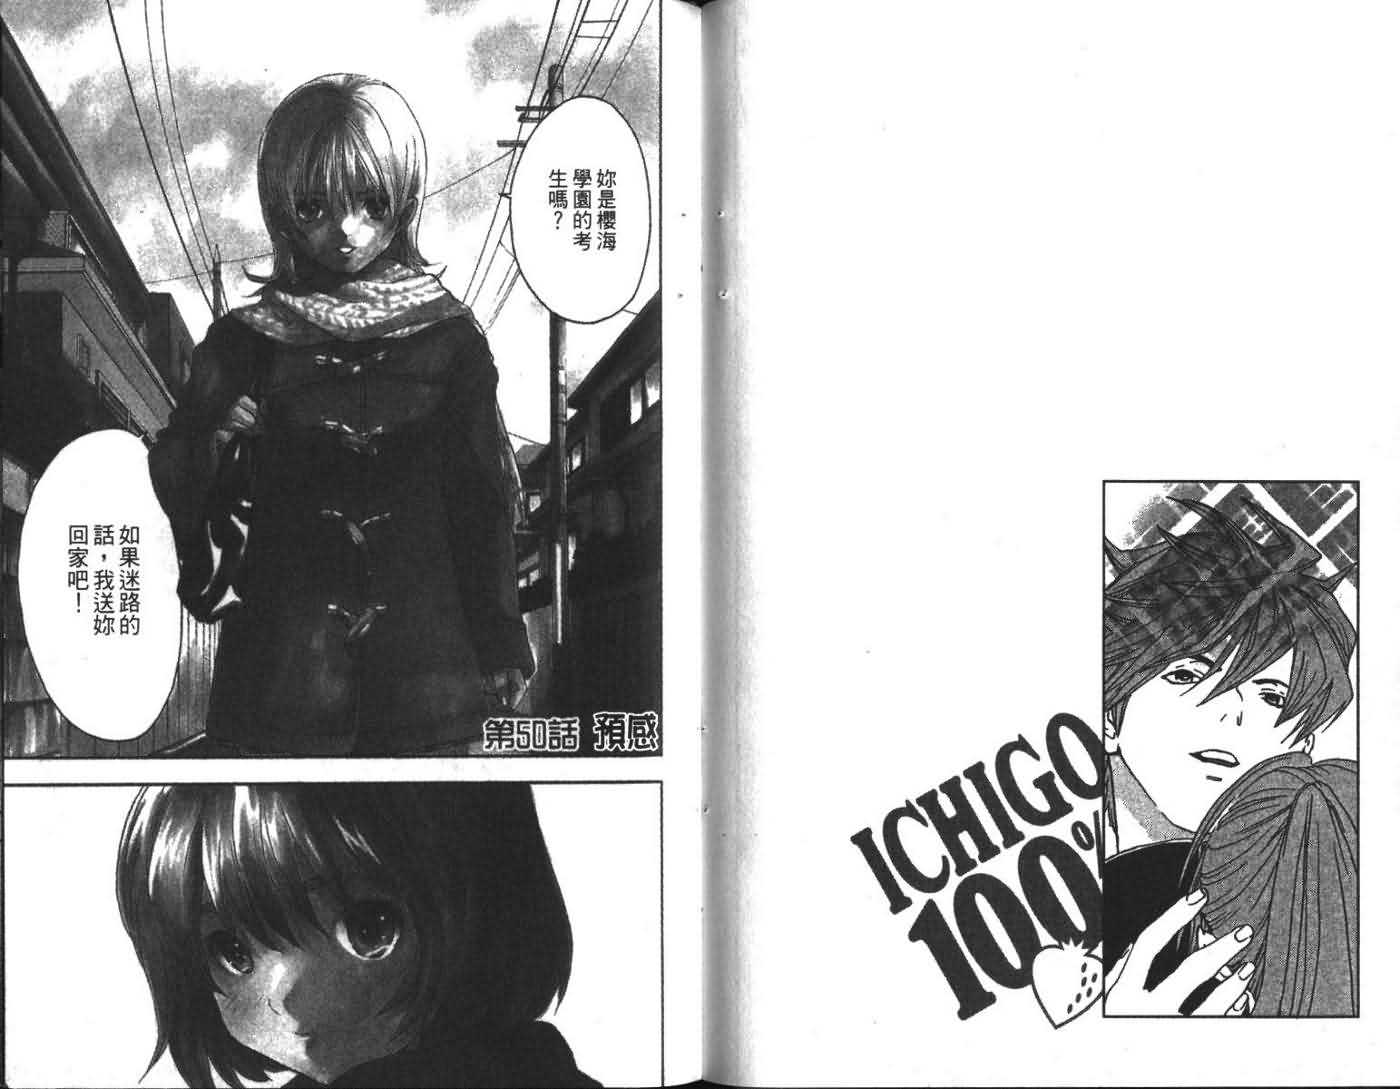 ICHIGO
100%
妳是櫻海
學園的考
生嗎？
如果迷路的
話，我送妳
回家吧！
第50話 預感